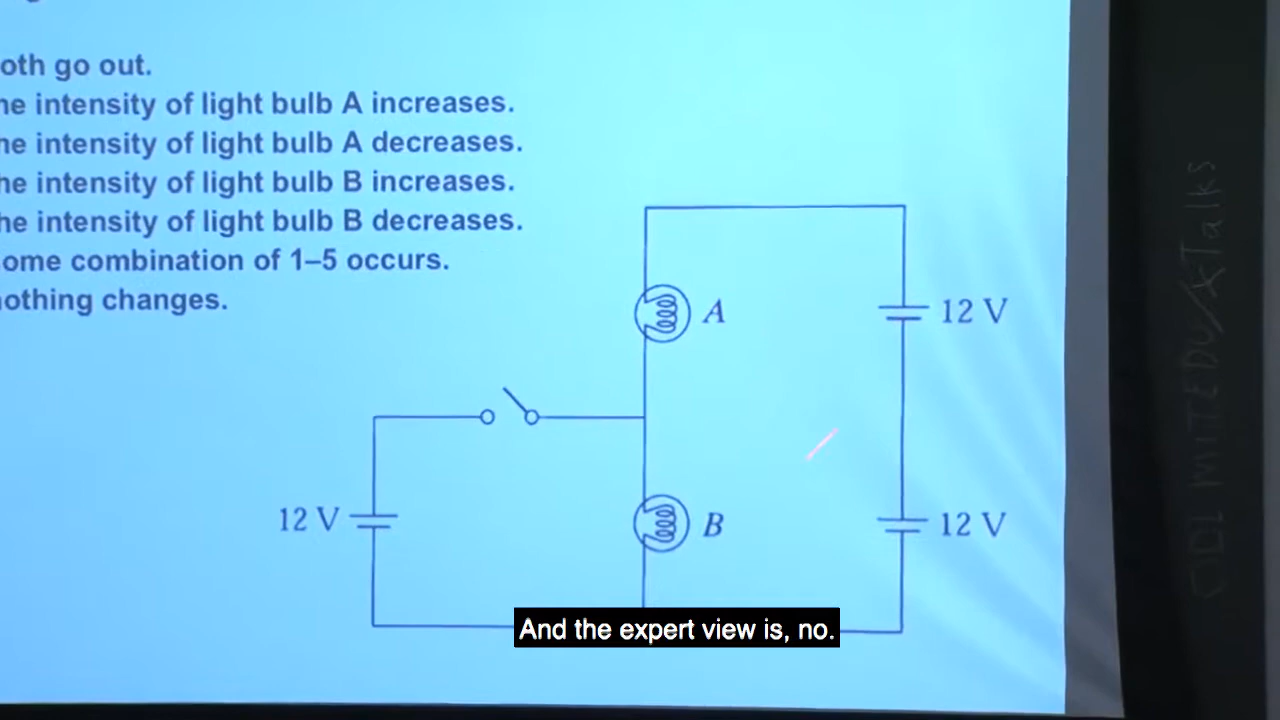 oth go out.
he intensity of light bulb A increases.
he intensity of light bulb A decreases.
he intensity of light bulb B increases.
he intensity of light bulb B decreases.
ome combination of 1–5 occurs.
nothing changes.
A
12 V
12 V
B
12 V
And the expert view is, no.